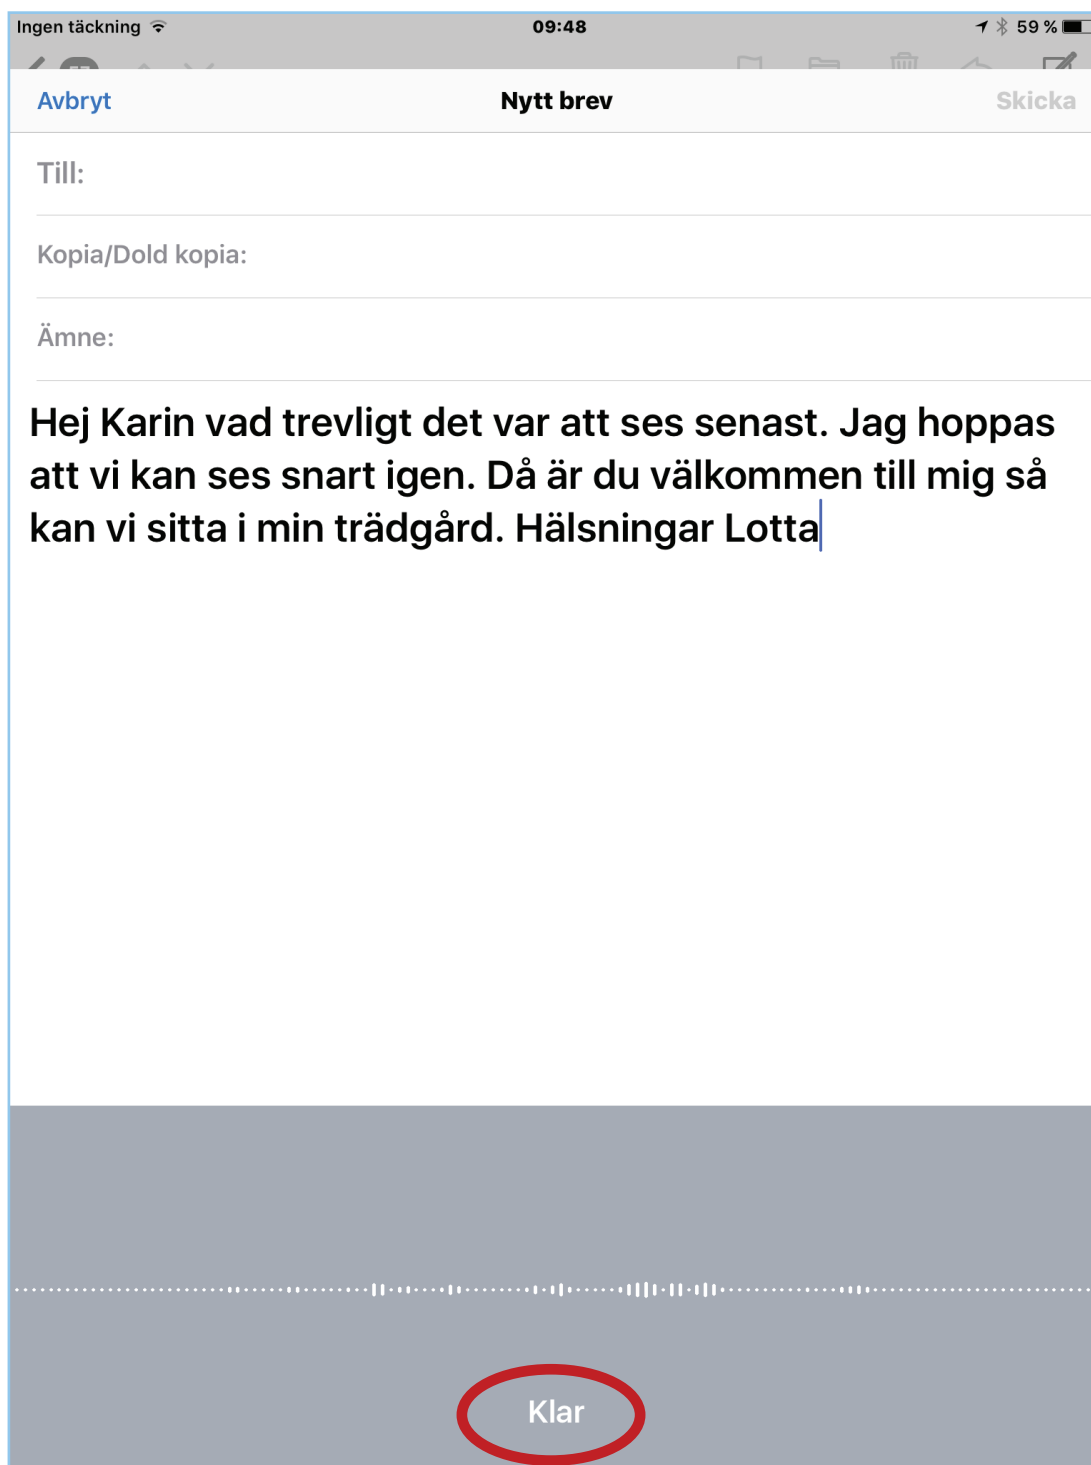 Ingen täckning 09:48 59 %
Avbryt Nytt brev Skicka
Till:
Kopia/Dold kopia:
Ämne:
Hej Karin vad trevligt det var att ses senast. Jag hoppas
att vi kan ses snart igen. Då är du välkommen till mig så
kan vi sitta i min trädgård. Hälsningar Lotta
Klar